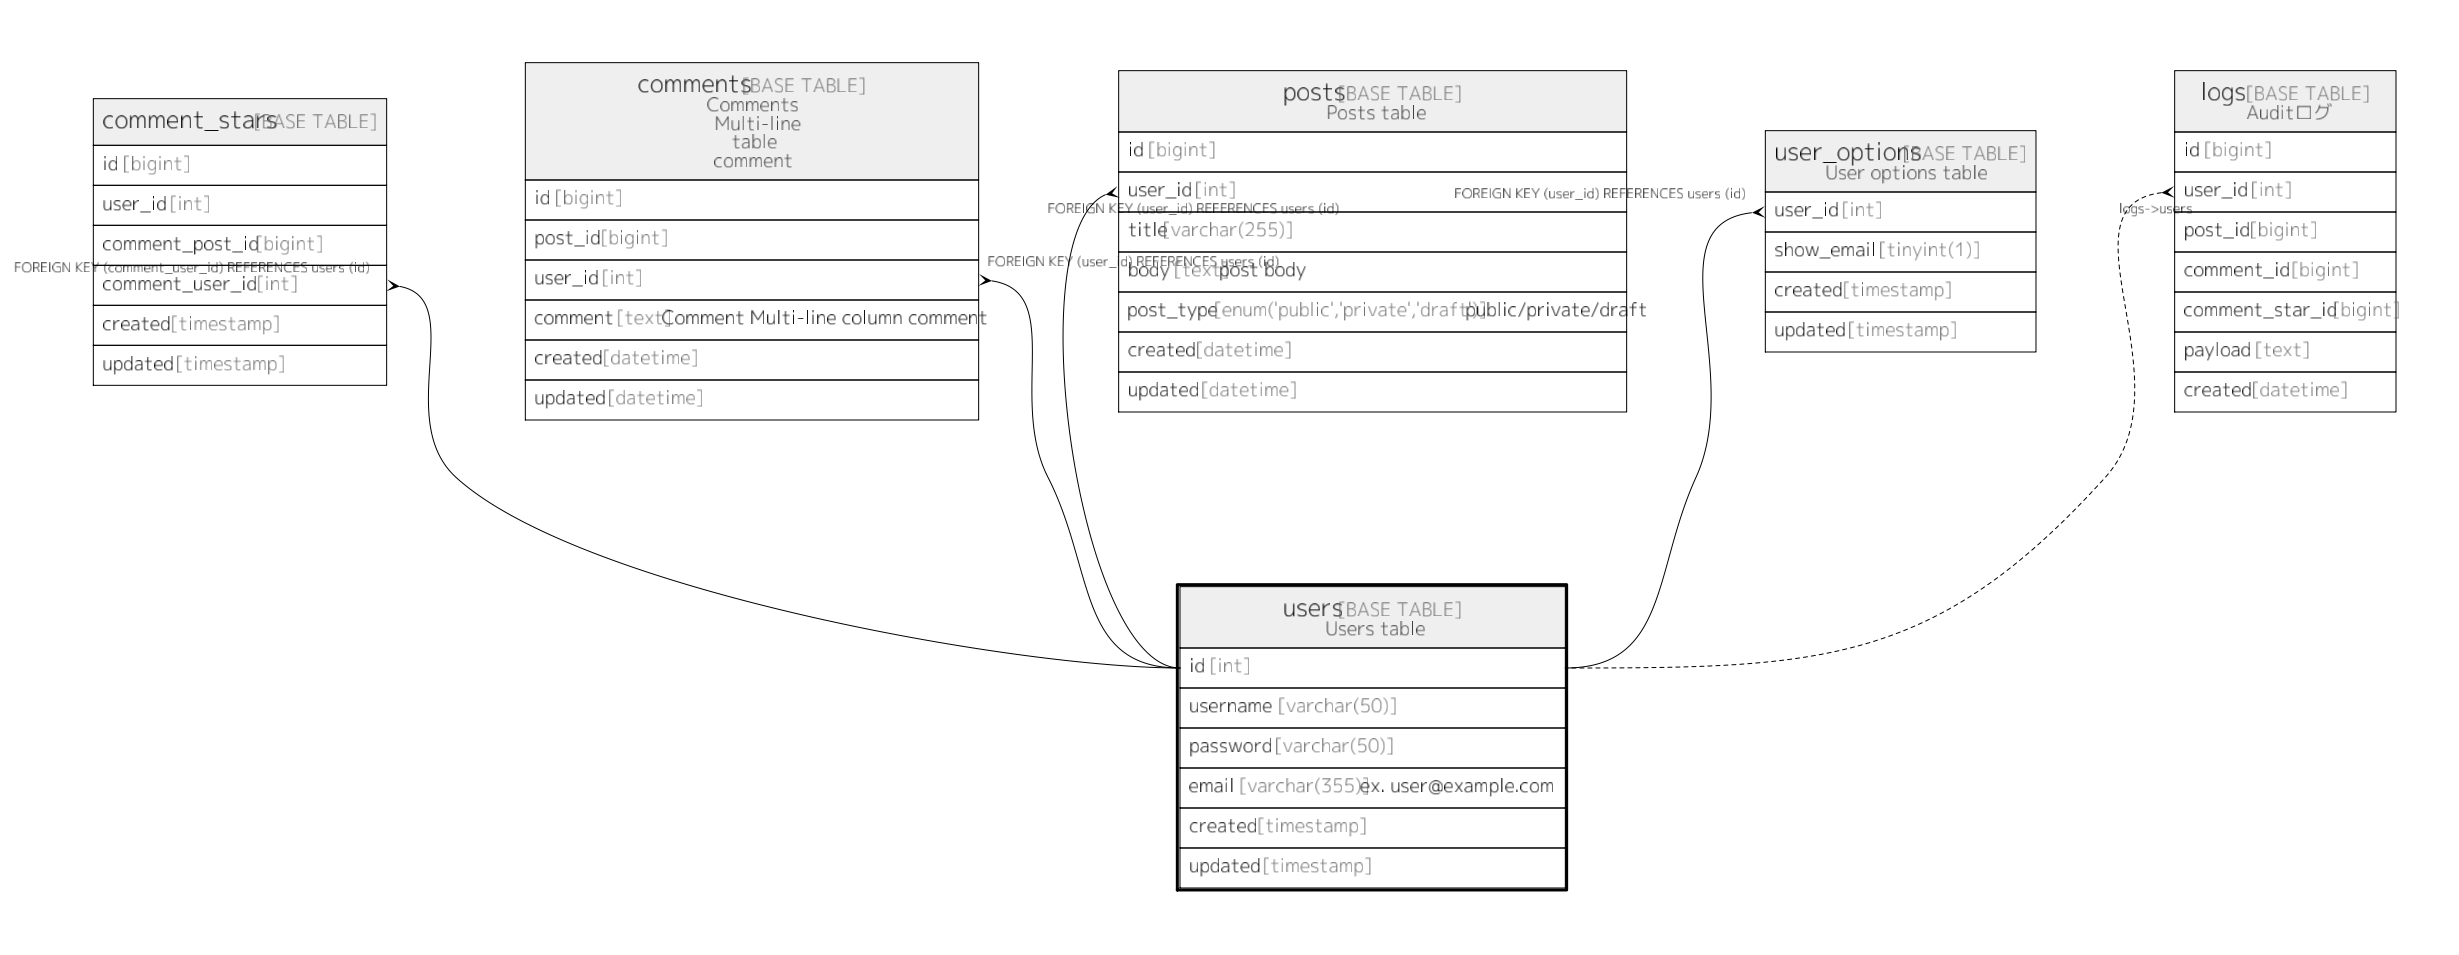 comment_stars [BASE TABLE]
id [bigint]
user_id [int]
comment_post_id [bigint]
FOREIGN KEY (comment_user_id) REFERENCES users (id)
comment_user_id [int]
created [timestamp]
updated [timestamp]
comments [BASE TABLE]
Comments
Multi-line
table
comment
id [bigint]
post_id [bigint]
user_id [int]
FOREIGN KEY (user_id) REFERENCES users (id)
comment [text] Comment Multi-line column comment
created [datetime]
updated [datetime]
posts [BASE TABLE]
Posts table
id [bigint]
user_id [int]
FOREIGN KEY (user_id) REFERENCES users (id)
title [varchar(255)]
body [text] post body
post_type [enum('public','private','draft')] public/private/draft
created [datetime]
updated [datetime]
user_options [BASE TABLE]
User options table
FOREIGN KEY (user_id) REFERENCES users (id)
user_id [int]
show_email [tinyint(1)]
created [timestamp]
updated [timestamp]
logs [BASE TABLE]
Auditログ
id [bigint]
user_id [int]
logs->users
post_id [bigint]
comment_id [bigint]
comment_star_id [bigint]
payload [text]
created [datetime]
users [BASE TABLE]
Users table
id [int]
username [varchar(50)]
password [varchar(50)]
email [varchar(355)] ex. user@example.com
created [timestamp]
updated [timestamp]